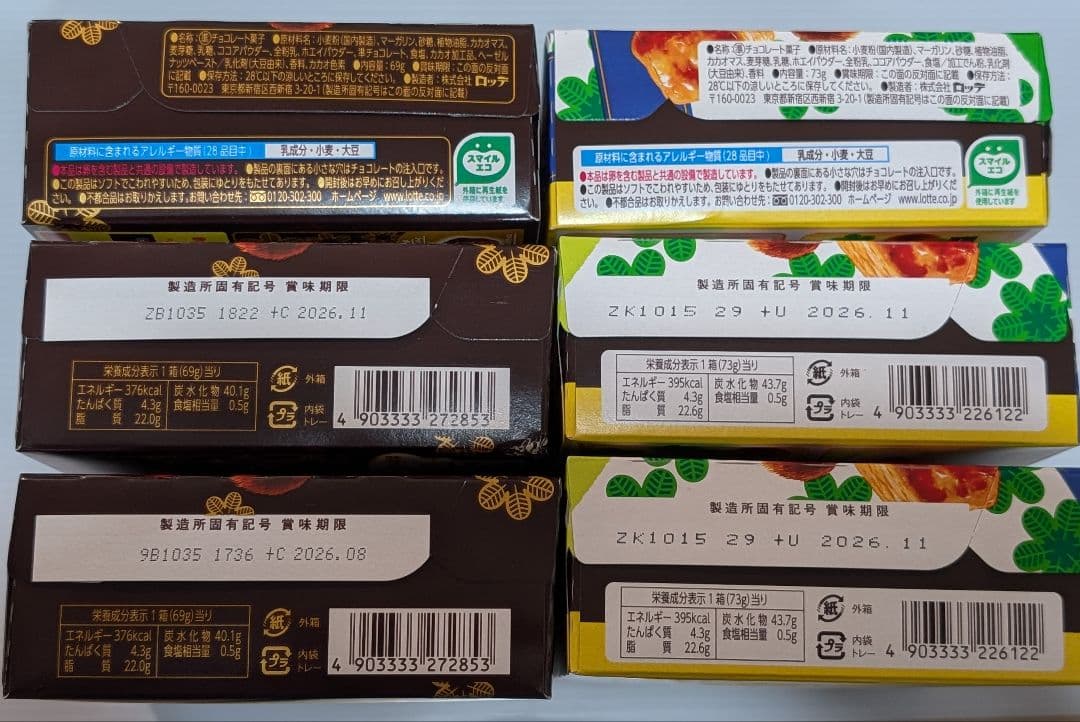 ●名称:(準)チョコレート菓子 ●原材料名:小麦粉(国内製造)、マーガリン、砂糖、植物油脂、カカオマス、
麦芽糖、乳糖、ココアパウダー、全粉乳、ホエイパウダー、準チョコレート、食塩、カカオ加工品、ヘーゼル
ナッツペースト/乳化剤(大豆由来)、香料、カカオ色素 ●内容量:69g ●賞味期限:この面の反対面
に記載 ●保存方法:28℃以下の涼しいところに保存してください。 ●製造者:株式会社 ロッテ
〒160-0023 東京都新宿区西新宿3-20-1(製造所固有記号はこの面の反対面に記載)
原材料に含まれるアレルギー物質(28品目中) 乳成分・小麦・大豆
●本品は卵を含む製品と共通の設備で製造しています。 ●製品の裏面にある小さな穴はチョコレートの注入口です。
●この製品はソフトでこわれやすいため、包装にゆとりをもたせてあります。 ●開封後はお早めにお召し上がりくだ
さい。 ●不都合品はお取りかえします。お問い合わせ先:0120-302-300 ホームページ www.lotte.co.jp
スマイル
エコ
外箱に再生紙を
使用しています
●名称:(準)チョコレート菓子 ●原材料名:小麦粉(国内製造)、マーガリン、砂糖、植物油脂、
カカオマス、麦芽糖、乳糖、ホエイパウダー、全粉乳、ココアパウダー、食塩/加工でん粉、乳化剤
(大豆由来)、香料 ●内容量:73g ●賞味期限:この面の反対面に記載 ●保存方法:
28℃以下の涼しいところに保存してください。 ●製造者:株式会社 ロッテ
〒160-0023 東京都新宿区西新宿3-20-1(製造所固有記号はこの面の反対面に記載)
原材料に含まれるアレルギー物質(28品目中) 乳成分・小麦・大豆
●本品は卵を含む製品と共通の設備で製造しています。 ●製品の裏面にある小さな穴はチョコレートの注入口です。
●この製品はソフトでこわれやすいため、包装にゆとりをもたせてあります。 ●開封後はお早めにお召し上がりくだ
さい。 ●不都合品はお取りかえします。お問い合わせ先:0120-302-300 ホームページ www.lotte.co.jp
スマイル
エコ
外箱に再生紙を
使用しています
製造所固有記号 賞味期限
ZB1035 1822 +C 2026.11
栄養成分表示1箱(69g)当り
エネルギー 376kcal 炭水化物 40.1g
たんぱく質 4.3g 食塩相当量 0.5g
脂質 22.0g
紙 外箱
プラ 内袋
トレー
4 903333 272853
製造所固有記号 賞味期限
ZK1015 29 +U 2026.11
栄養成分表示1箱(73g)当り
エネルギー 395kcal 炭水化物 43.7g
たんぱく質 4.3g 食塩相当量 0.5g
脂質 22.6g
紙 外箱
プラ 内袋
トレー
4 903333 226122
製造所固有記号 賞味期限
9B1035 1736 +C 2026.08
栄養成分表示1箱(69g)当り
エネルギー 376kcal 炭水化物 40.1g
たんぱく質 4.3g 食塩相当量 0.5g
脂質 22.0g
紙 外箱
プラ 内袋
トレー
4 903333 272853
製造所固有記号 賞味期限
ZK1015 29 +U 2026.11
栄養成分表示1箱(73g)当り
エネルギー 395kcal 炭水化物 43.7g
たんぱく質 4.3g 食塩相当量 0.5g
脂質 22.6g
紙 外箱
プラ 内袋
トレー
4 903333 226122